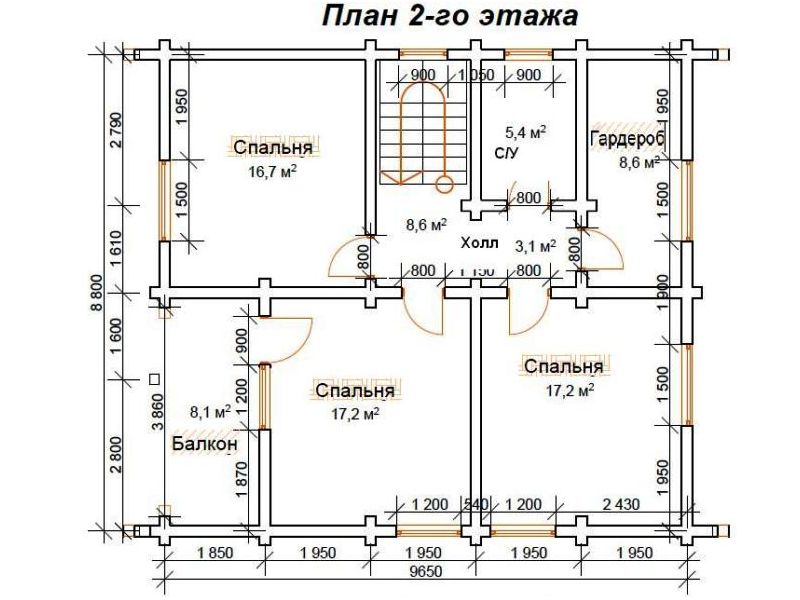 План 2-го этажа
900
1 050
900
1 950
2 790
1 950
Спальня
16,7 м²
5,4 м²
С/У
Гардероб
8,6 м²
1 500
800
1 500
8,6 м²
Холл
3,1 м²
800
800
1 610
800
1 150
800
8 800
1 600
900
1 900
Спальня
17,2 м²
Спальня
17,2 м²
1 200
1 500
3 860
8,1 м²
Балкон
2 800
1 870
1 950
1 200
540
1 200
2 430
1 850
1 950
1 950
1 950
1 950
9650